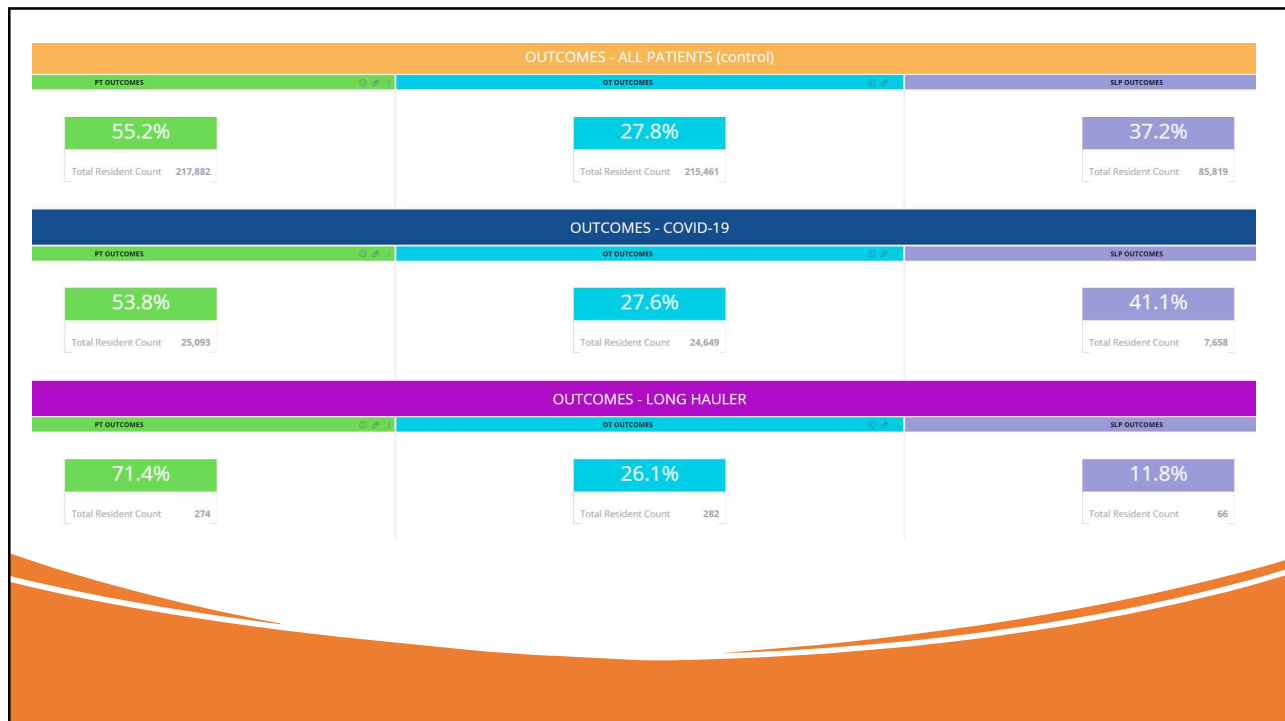 OUTCOMES - ALL PATIENTS (control)
PT OUTCOMES OT OUTCOMES SLP OUTCOMES
55.2% 27.8% 37.2%
Total Resident Count 217,882 Total Resident Count 215,461 Total Resident Count 85,819
OUTCOMES - COVID-19
PT OUTCOMES OT OUTCOMES SLP OUTCOMES
53.8% 27.6% 41.1%
Total Resident Count 25,093 Total Resident Count 24,649 Total Resident Count 7,658
OUTCOMES - LONG HAULER
PT OUTCOMES OT OUTCOMES SLP OUTCOMES
71.4% 26.1% 11.8%
Total Resident Count 274 Total Resident Count 282 Total Resident Count 66